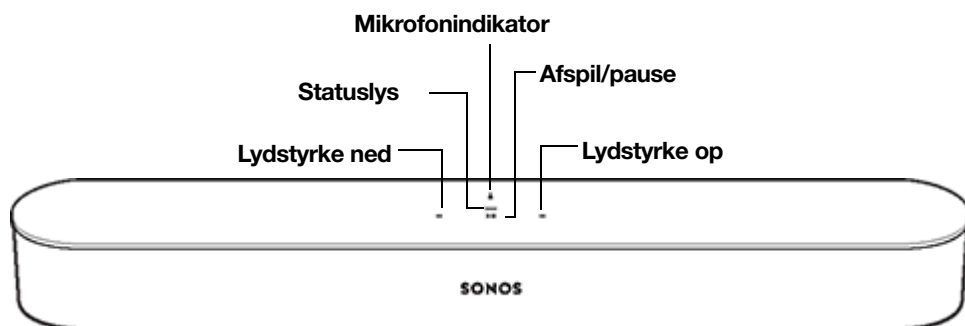 Mikrofonindikator
Afspil/pause
Statuslys
Lydstyrke ned
Lydstyrke op
SONOS